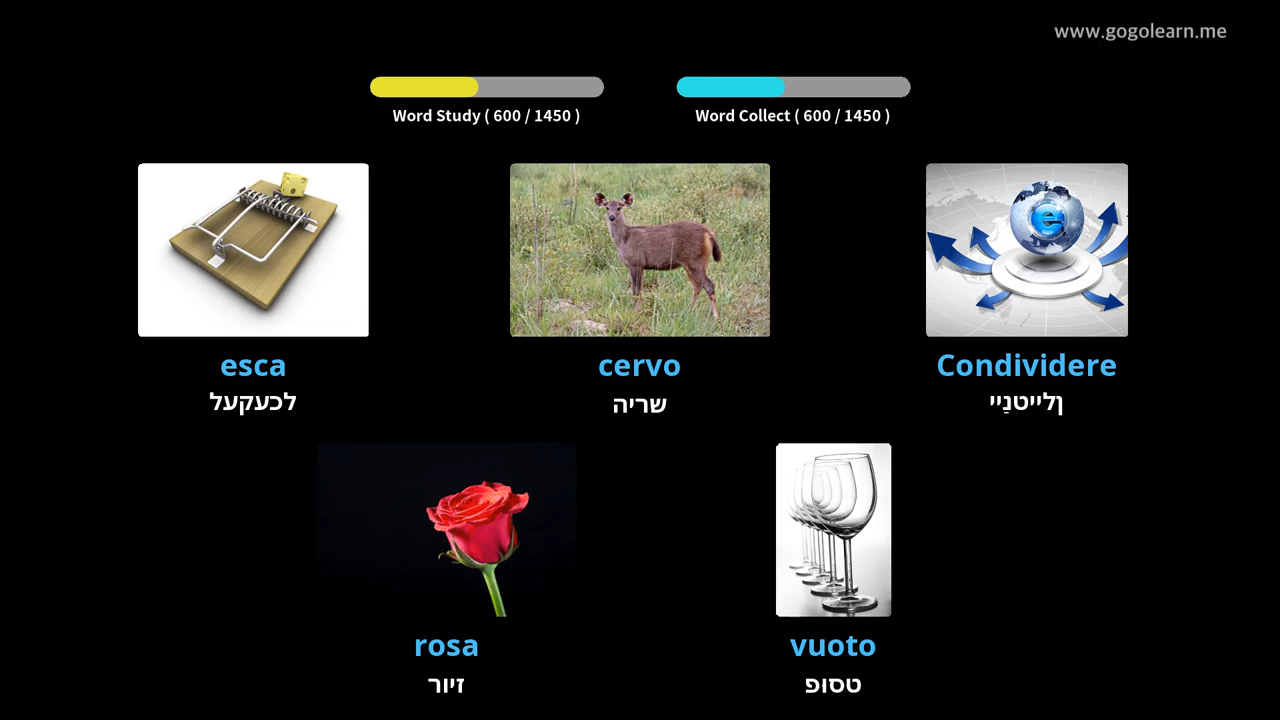 www.gogolearn.me
Word Study ( 600 / 1450 )
Word Collect ( 600 / 1450 )
esca
לכעקעל
cervo
שריה
Condividere
ןלייטנַיי
rosa
זיור
vuoto
טסופּ